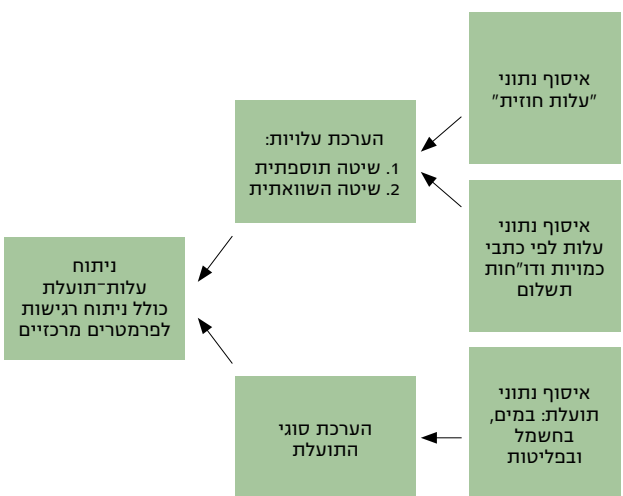 איסוף נתוני
"עלות חוזית"
איסוף נתוני
עלות לפי כתבי
כמויות ודו"חות
תשלום
איסוף נתוני
תועלת: במים,
בחשמל
ובפליטות
הערכת עלויות:
1. שיטה תוספתית
2. שיטה השוואתית
הערכת סוגי
התועלת
ניתוח
עלות-תועלת
כולל ניתוח רגישות
לפרמטרים מרכזיים